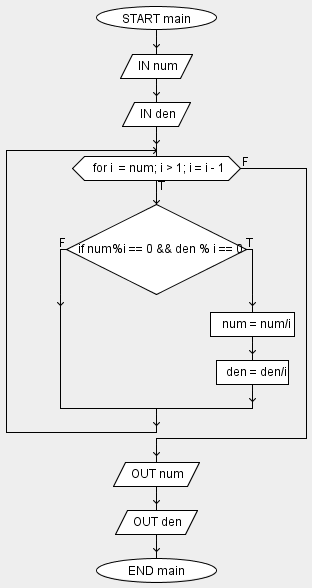 START main
IN num
IN den
for i = num; i > 1; i = i - 1
F
T
F
if num%i == 0 && den % i == 0
T
num = num/i
den = den/i
OUT num
OUT den
END main